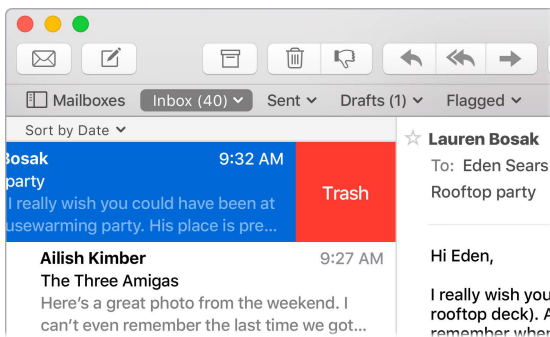 Mailboxes Inbox (40) Sent Drafts (1) Flagged
Sort by Date
Bosak 9:32 AM
party
I really wish you could have been at
usewarming party. His place is pre...
Trash
Ailish Kimber 9:27 AM
The Three Amigas
Here's a great photo from the weekend. I
can't even remember the last time we got...
Lauren Bosak
To: Eden Sears
Rooftop party
Hi Eden,
I really wish you
rooftop deck). A
remember when